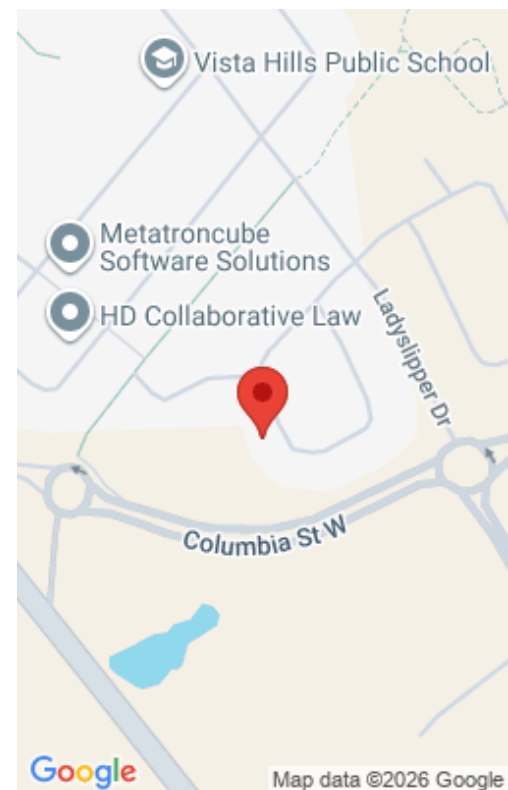 Vista Hills Public School
Metatroncube
Software Solutions
HD Collaborative Law
Ladyslipper Dr
Columbia St W
Google
Map data ©2026 Google